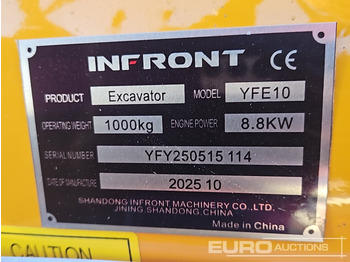 INFRONT CE
PRODUCT Excavator MODEL YFE10
OPERATING WEIGHT 1000kg ENGINE POWER 8.8KW
SERIAL NUMBER YFY250515 114
DATE OF MANUFACTURE 2025 10
SHANDONG INFRONT MACHINERY CO.,LTD.
JINING,SHANDONG,CHINA.
Made in China
CAUTION
EURO AUCTIONS